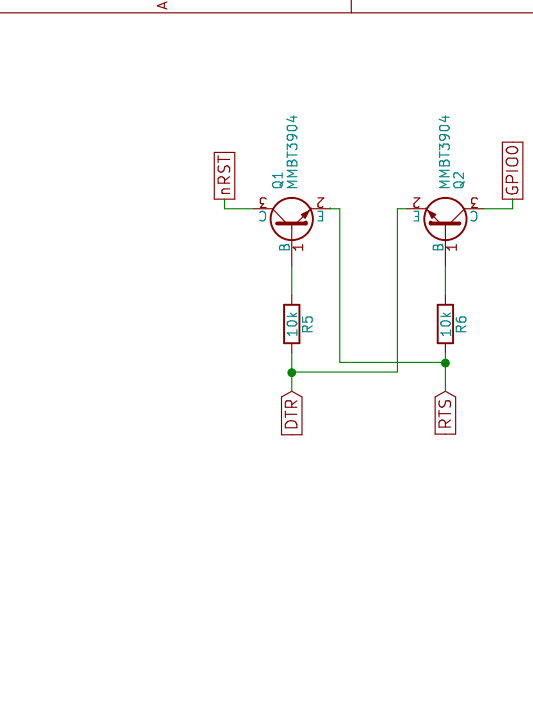 A
nRST
Q1
MMBT3904
3
C
2
E
B
1
10k
R5
DTR
MMBT3904
Q2
2
E
3
C
B
1
10k
R6
RTS
GPIO0